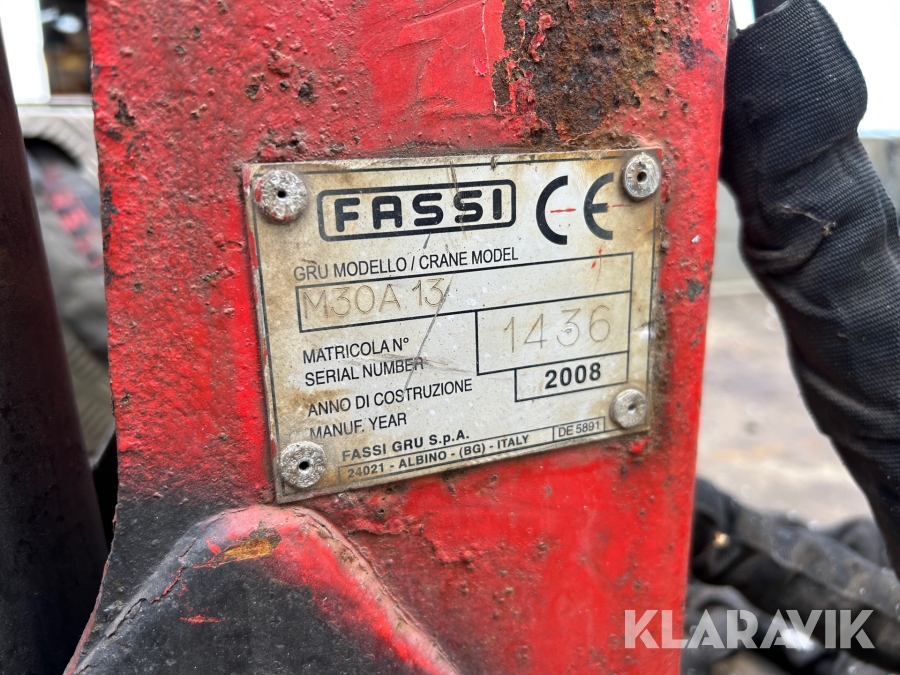 FASSI CE
GRU MODELLO / CRANE MODEL
M30A.13
MATRICOLA N°
SERIAL NUMBER
1436
ANNO DI COSTRUZIONE
MANUF. YEAR
2008
FASSI GRU S.p.A.
24021 - ALBINO - (BG) - ITALY
DE 5891
KLARAVIK